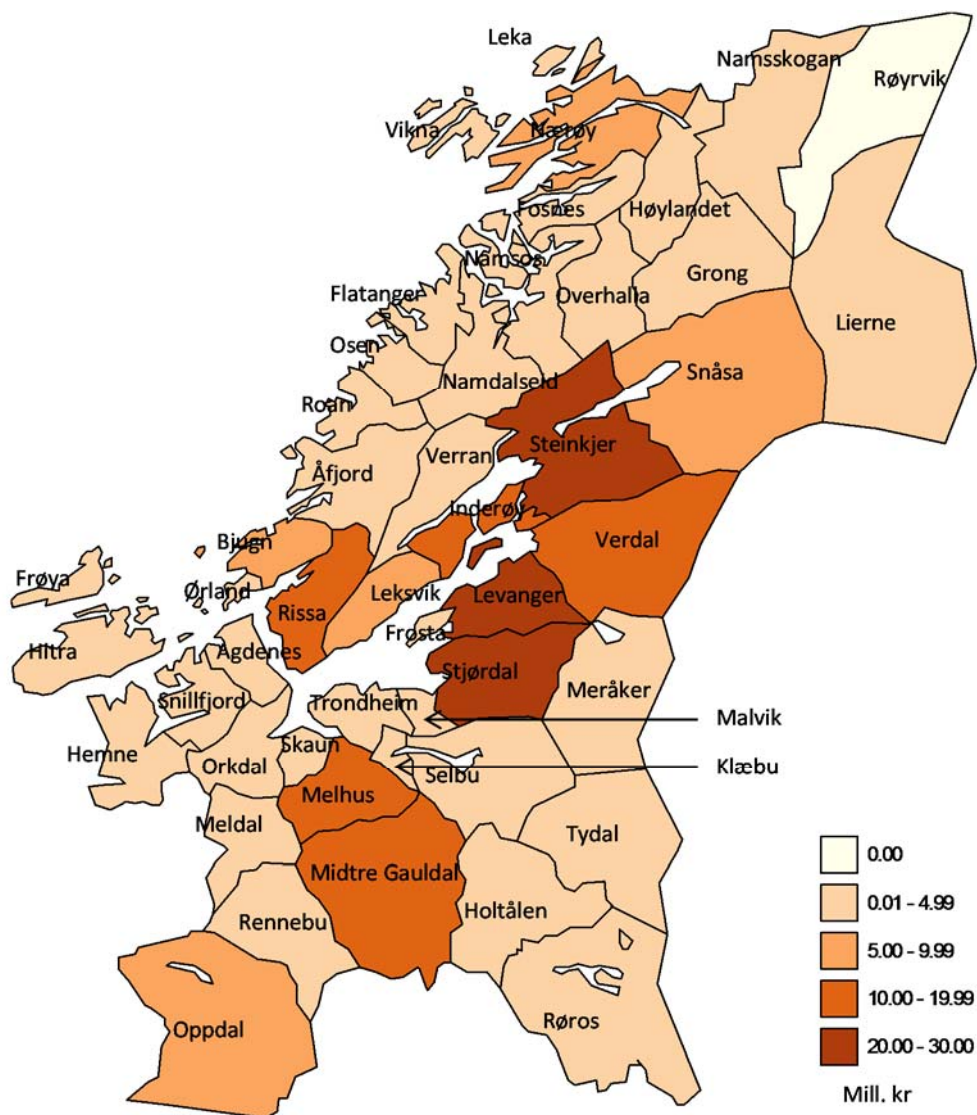 Leka
Namsskogan
Røyrvik
Vikna
Nærøy
Fosnes
Høylandet
Namsos
Grong
Flatanger
Overhalla
Lierne
Osen
Snåsa
Namdalseid
Roan
Steinkjer
Verran
Åfjord
Inderøy
Verdal
Bjugn
Frøya
Ørland
Leksvik
Levanger
Rissa
Frosta
Hitra
Agdenes
Stjørdal
Meråker
Snillfjord
Trondheim
Malvik
Hemne
Skaun
Klæbu
Orkdal
Selbu
Melhus
Meldal
Tydal
Midtre Gauldal
Holtålen
Rennebu
Røros
Oppdal
0.00
0.01 - 4.99
5.00 - 9.99
10.00 - 19.99
20.00 - 30.00
Mill. kr